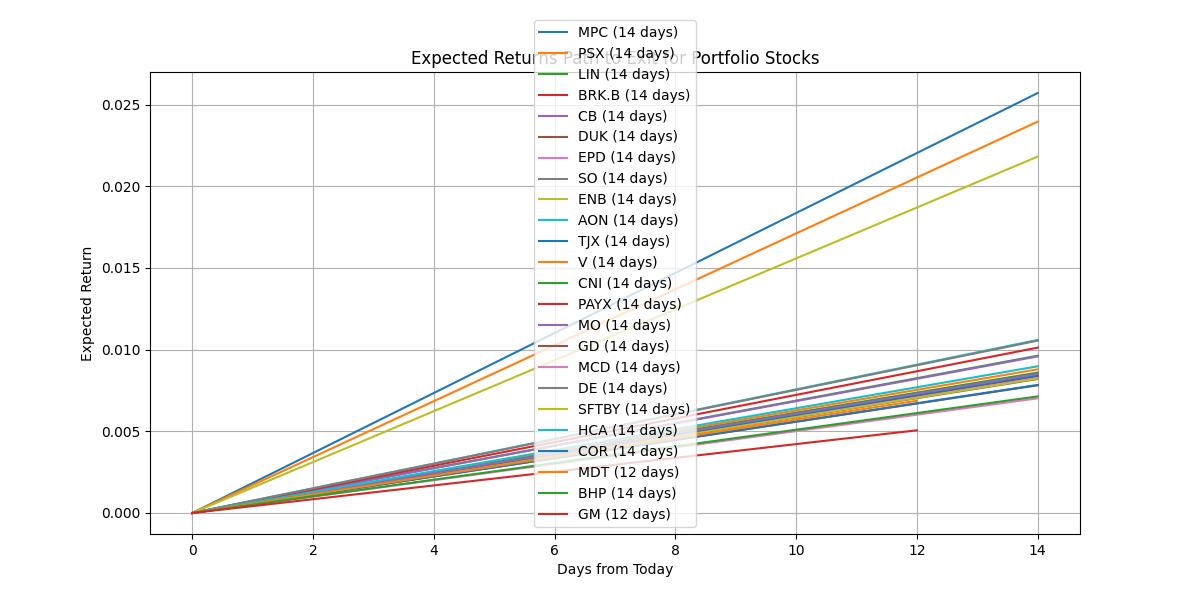 Expected Returns Path to Exit for Portfolio Stocks
MPC (14 days)
PSX (14 days)
LIN (14 days)
BRK.B (14 days)
CB (14 days)
DUK (14 days)
EPD (14 days)
SO (14 days)
ENB (14 days)
AON (14 days)
TJX (14 days)
V (14 days)
CNI (14 days)
PAYX (14 days)
MO (14 days)
GD (14 days)
MCD (14 days)
DE (14 days)
SFTBY (14 days)
HCA (14 days)
COR (14 days)
MDT (12 days)
BHP (14 days)
GM (12 days)
Expected Return
0.025
0.020
0.015
0.010
0.005
0.000
0 2 4 6 8 10 12 14
Days from Today